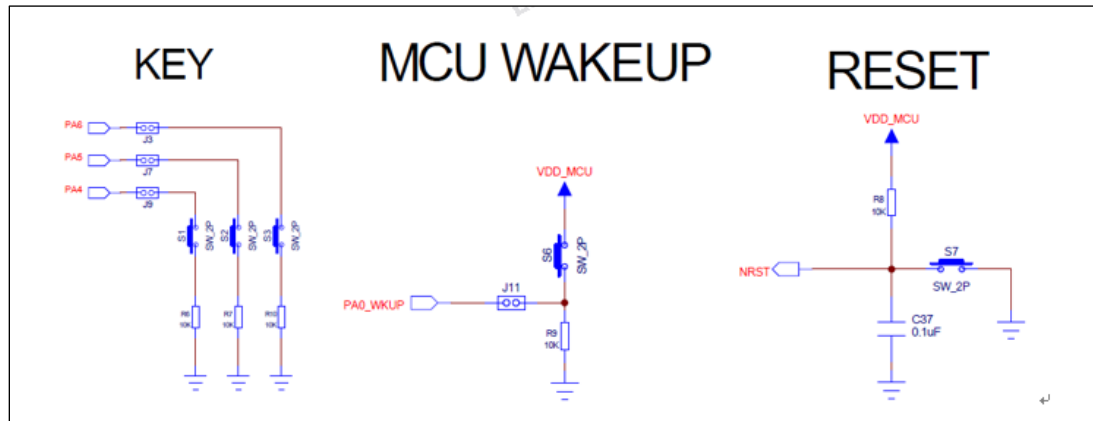 KEY
PA6
J3
PA5
J7
PA4
J9
S1
SW_2P
S2
SW_2P
S3
SW_2P
R6
10K
R7
10K
R10
10K
MCU WAKEUP
VDD_MCU
S6
SW_2P
PA0_WKUP
J11
R9
10K
RESET
VDD_MCU
R8
10K
NRST
S7
SW_2P
C37
0.1uF